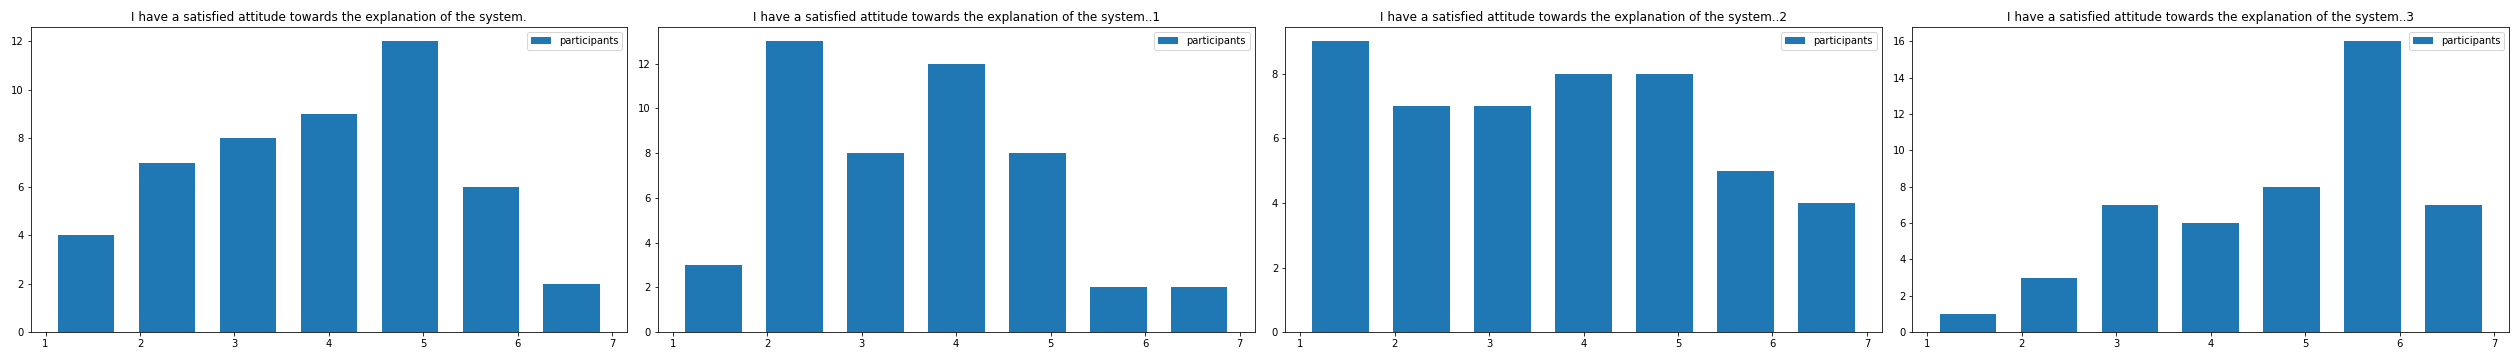 I have a satisfied attitude towards the explanation of the system.
participants
12
10
8
6
4
2
0
1 2 3 4 5 6 7
I have a satisfied attitude towards the explanation of the system..1
participants
12
10
8
6
4
2
0
1 2 3 4 5 6 7
I have a satisfied attitude towards the explanation of the system..2
participants
8
6
4
2
0
1 2 3 4 5 6 7
I have a satisfied attitude towards the explanation of the system..3
participants
16
14
12
10
8
6
4
2
0
1 2 3 4 5 6 7